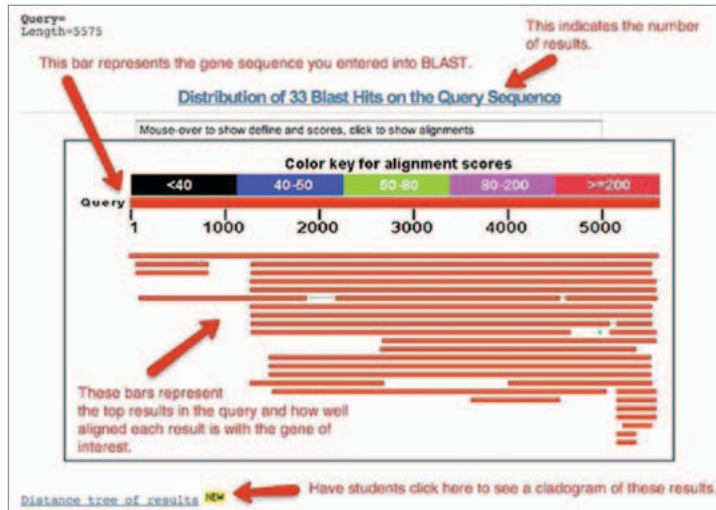 Query=
Length=5575
This indicates the number
of results.
This bar represents the gene sequence you entered into BLAST.
Distribution of 33 Blast Hits on the Query Sequence
Mouse-over to show defline and scores, click to show alignments
Color key for alignment scores
<40 40-50 50-80 80-200 >=200
Query
1 1000 2000 3000 4000 5000
These bars represent
the top results in the query and how well
aligned each result is with the gene of
interest.
Distance tree of results NEW
Have students click here to see a cladogram of these results.